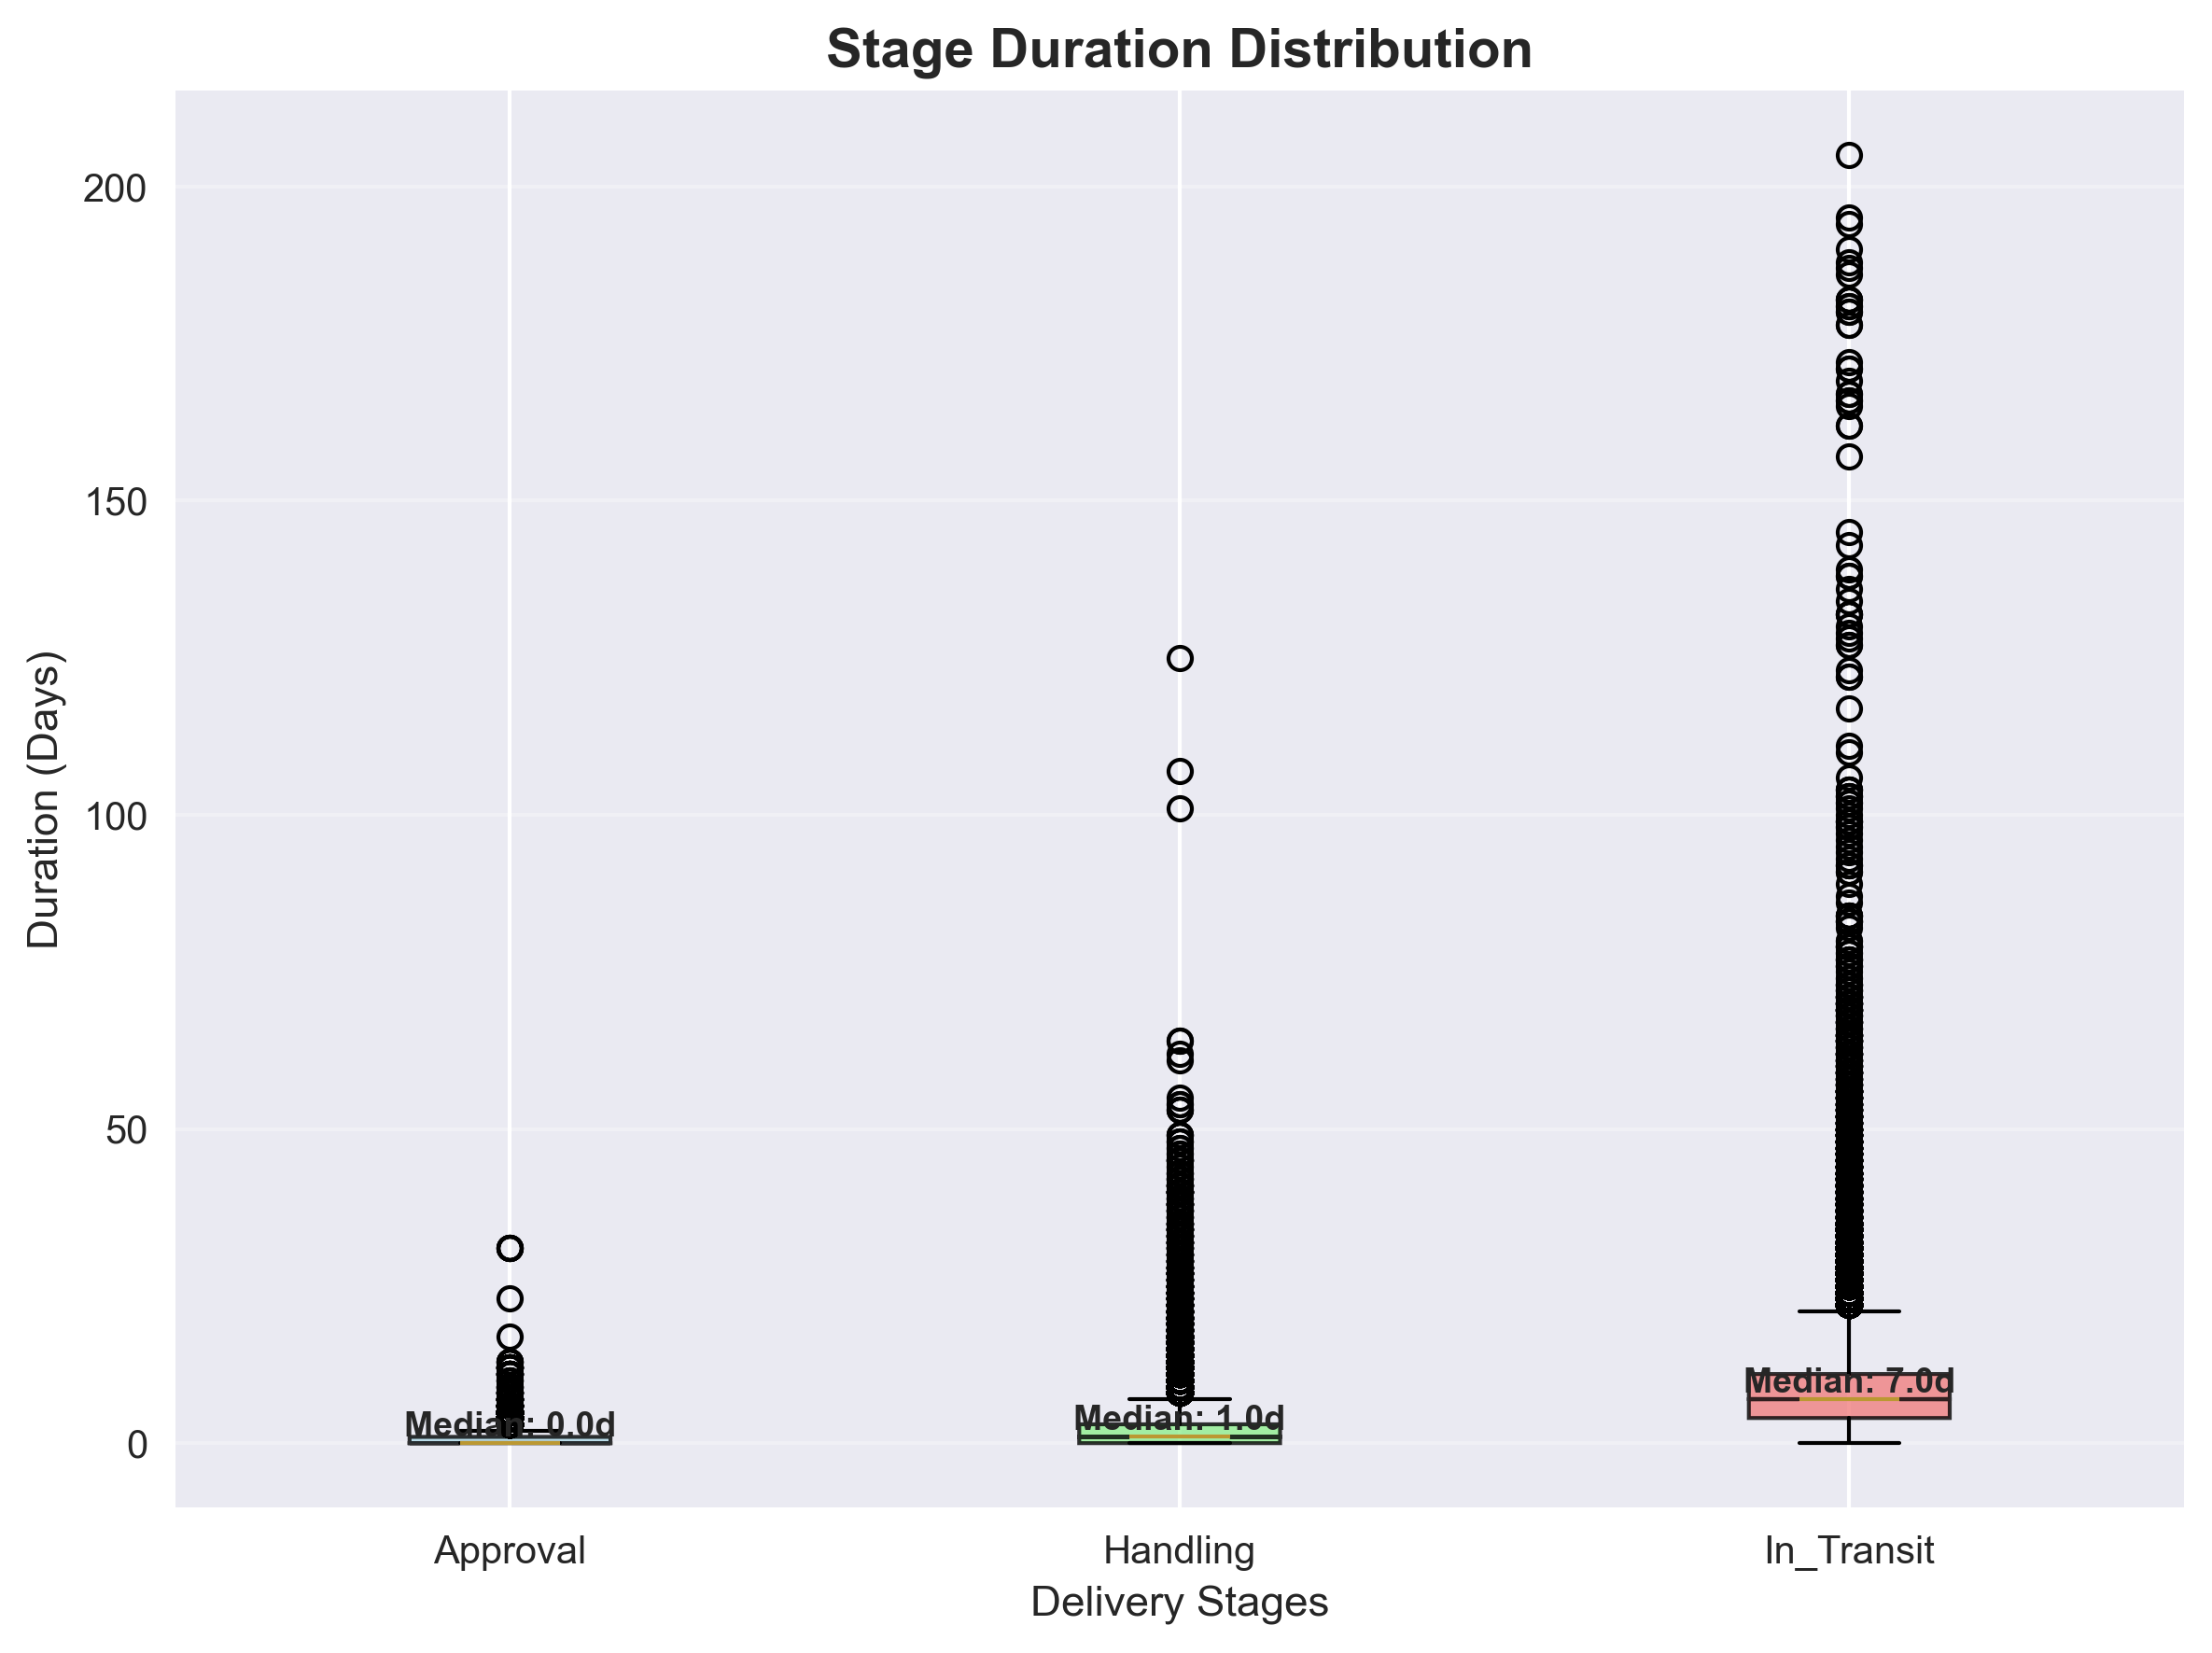 Stage Duration Distribution
Duration (Days)
200
150
100
50
0
Median: 0.0d
Median: 1.0d
Median: 7.0d
Approval
Handling
In_Transit
Delivery Stages